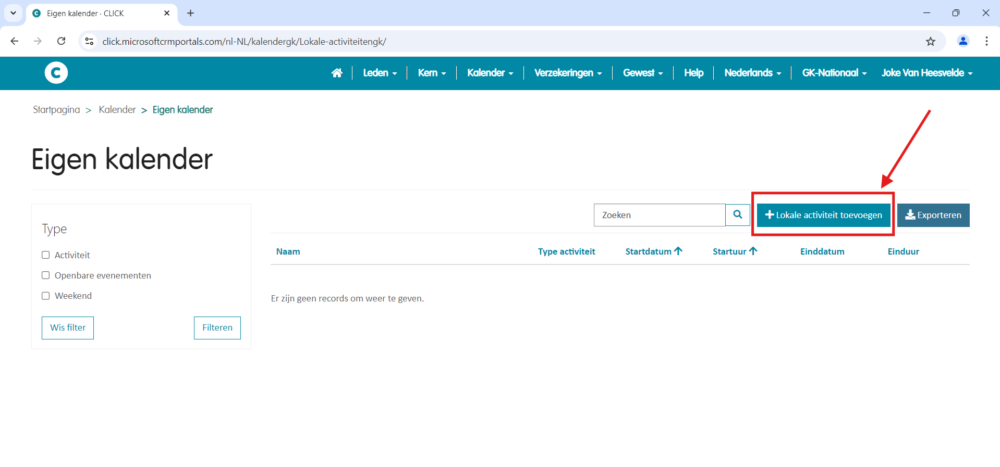 Eigen kalender · CLICK
click.microsoftcrmportals.com/nl-NL/kalendergk/Lokale-activiteitengk/
C Leden Kern Kalender Verzekeringen Gewest Help Nederlands GK-Nationaal Joke Van Heesvelde
Startpagina > Kalender > Eigen kalender
Eigen kalender
Zoeken Lokale activiteit toevoegen Exporteren
Type
Activiteit
Openbare evenementen
Weekend
Wis filter Filteren
Naam Type activiteit Startdatum Startuur Einddatum Einduur
Er zijn geen records om weer te geven.